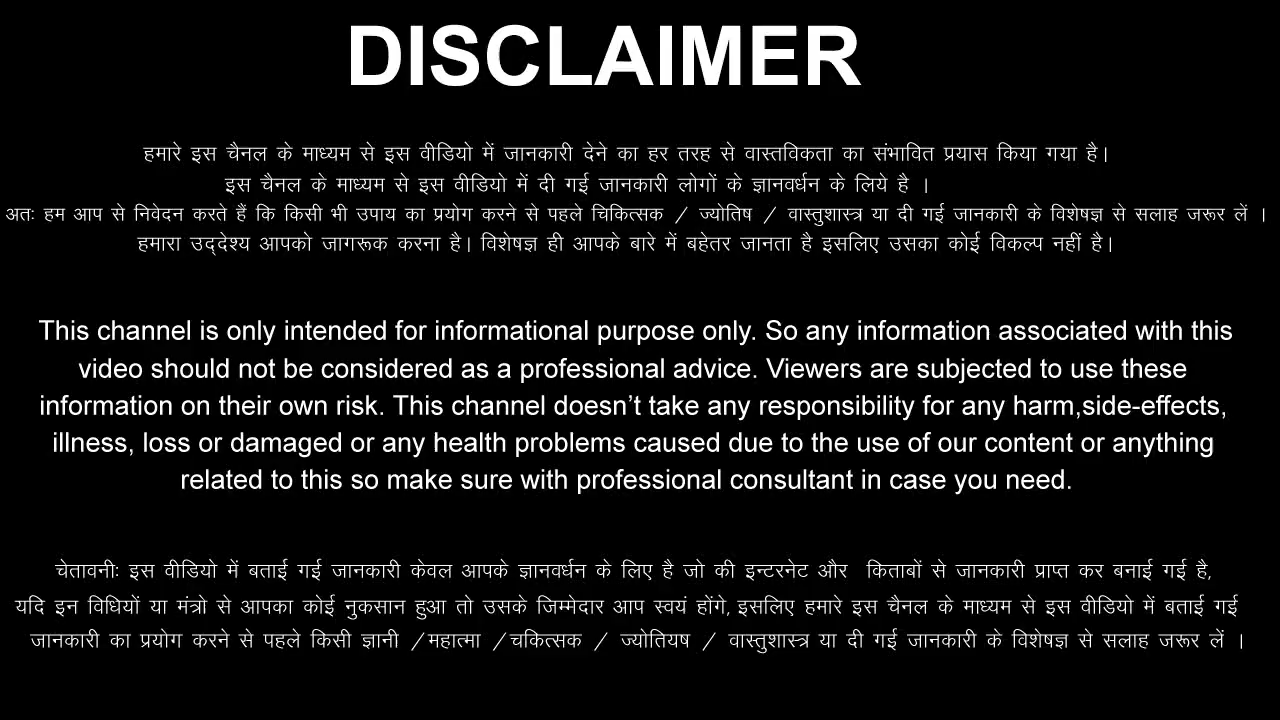 DISCLAIMER
हमारे इस चैनल के माध्यम से इस वीडियो में जानकारी देने का हर तरह से वास्तविकता का संभावित प्रयास किया गया है।
इस चैनल के माध्यम से इस वीडियो में दी गई जानकारी लोगों के ज्ञानवर्धन के लिये है ।
अतः हम आप से निवेदन करते हैं कि किसी भी उपाय का प्रयोग करने से पहले चिकित्सक / ज्योतिष / वास्तुशास्त्र या दी गई जानकारी के विशेषज्ञ से सलाह जरूर लें ।
हमारा उद्देश्य आपको जागरूक करना है। विशेषज्ञ ही आपके बारे में बहेतर जानता है इसलिए उसका कोई विकल्प नहीं है।
This channel is only intended for informational purpose only. So any information associated with this
video should not be considered as a professional advice. Viewers are subjected to use these
information on their own risk. This channel doesn’t take any responsibility for any harm,side-effects,
illness, loss or damaged or any health problems caused due to the use of our content or anything
related to this so make sure with professional consultant in case you need.
चेतावनीः इस वीडियो में बताई गई जानकारी केवल आपके ज्ञानवर्धन के लिए है जो की इन्टरनेट और किताबों से जानकारी प्राप्त कर बनाई गई है,
यदि इन विधियों या मंत्रो से आपका कोई नुकसान हुआ तो उसके जिम्मेदार आप स्वयं होंगे, इसलिए हमारे इस चैनल के माध्यम से इस वीडियो में बताई गई
जानकारी का प्रयोग करने से पहले किसी ज्ञानी /महात्मा /चकित्सक / ज्योतियष / वास्तुशास्त्र या दी गई जानकारी के विशेषज्ञ से सलाह जरूर लें ।